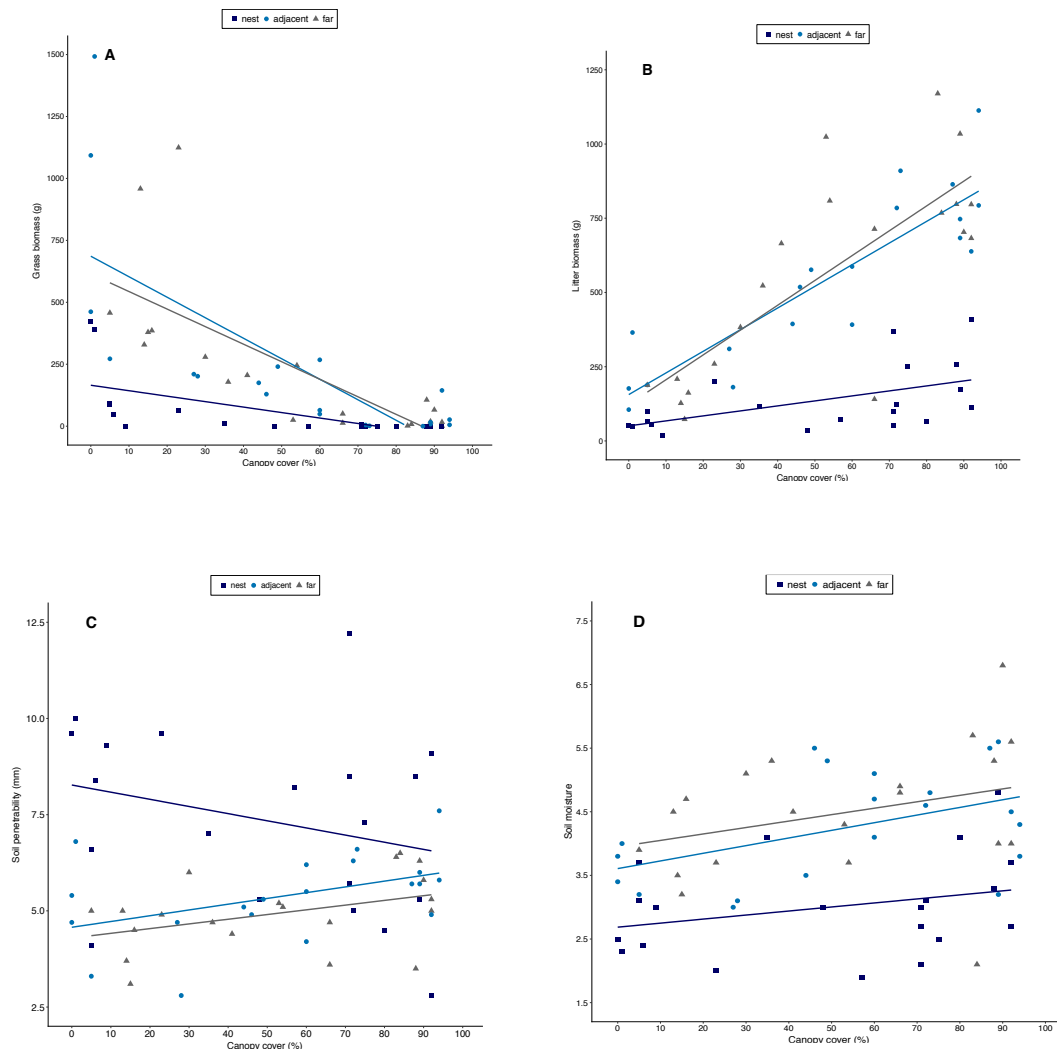 nest adjacent far
A
1500
1250
1000
750
500
250
0
Grass biomass (g)
0 10 20 30 40 50 60 70 80 90 100
Canopy cover (%)
nest adjacent far
B
1250
1000
750
500
250
0
Litter biomass (g)
0 10 20 30 40 50 60 70 80 90 100
Canopy cover (%)
nest adjacent far
C
12.5
10.0
7.5
5.0
2.5
Soil penetrability (mm)
0 10 20 30 40 50 60 70 80 90 100
Canopy cover (%)
nest adjacent far
D
7.5
6.5
5.5
4.5
3.5
2.5
1.5
Soil moisture
0 10 20 30 40 50 60 70 80 90 100
Canopy cover (%)